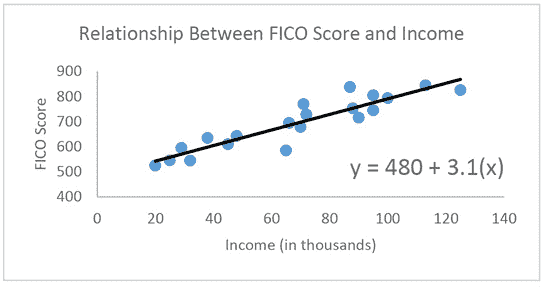 Relationship Between FICO Score and Income
900
800
700
600
500
400
FICO Score
y = 480 + 3.1(x)
0 20 40 60 80 100 120 140
Income (in thousands)